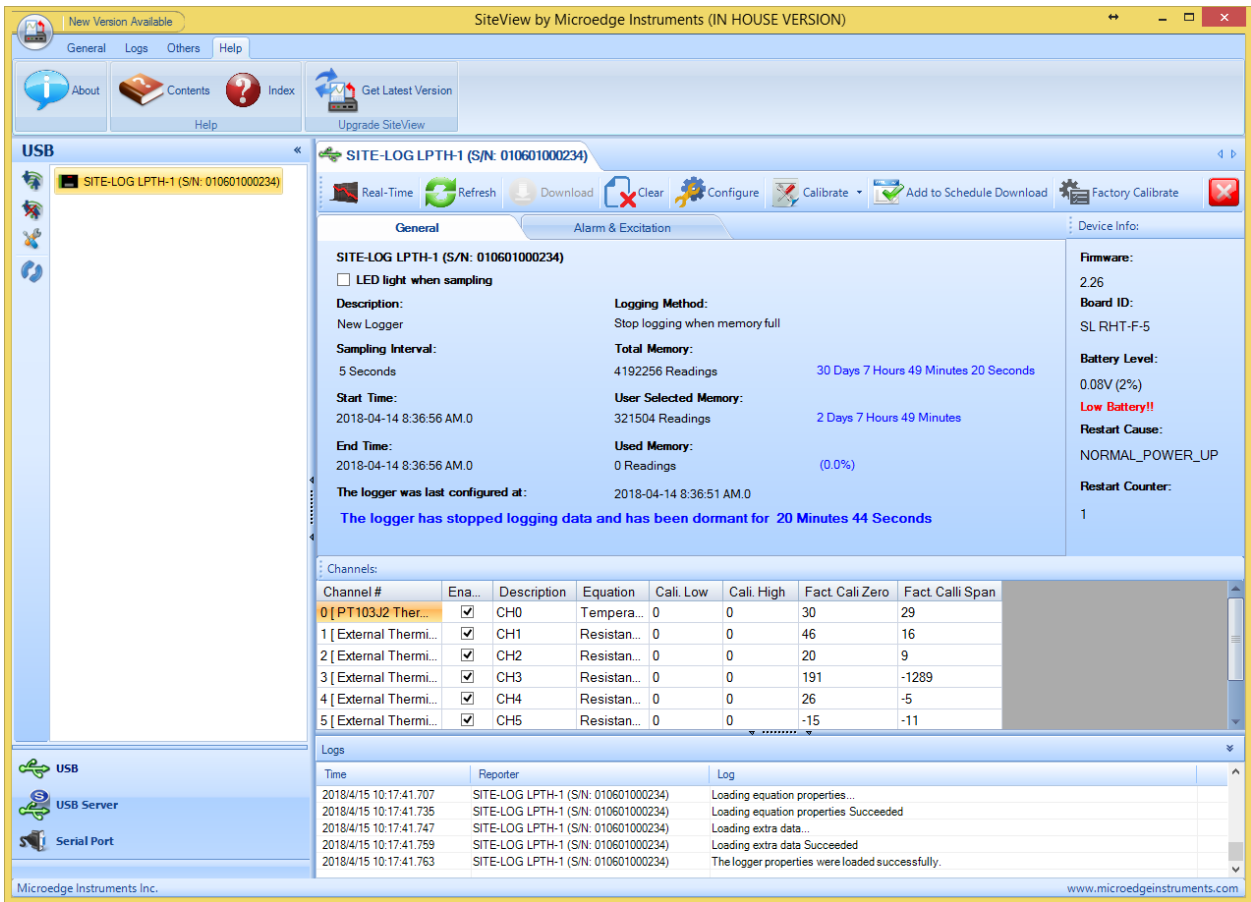 New Version Available
SiteView by Microedge Instruments (IN HOUSE VERSION)
General Logs Others Help
About Contents Index Get Latest Version
Help Upgrade SiteView
USB «
SITE-LOG LPTH-1 (S/N: 010601000234)
USB
USB Server
Serial Port
SITE-LOG LPTH-1 (S/N: 010601000234)
Real-Time Refresh Download Clear Configure Calibrate Add to Schedule Download Factory Calibrate
General Alarm & Excitation
SITE-LOG LPTH-1 (S/N: 010601000234)
LED light when sampling
Description: Logging Method:
New Logger Stop logging when memory full
Sampling Interval: Total Memory:
5 Seconds 4192256 Readings 30 Days 7 Hours 49 Minutes 20 Seconds
Start Time: User Selected Memory:
2018-04-14 8:36:56 AM.0 321504 Readings 2 Days 7 Hours 49 Minutes
End Time: Used Memory:
2018-04-14 8:36:56 AM.0 0 Readings (0.0%)
The logger was last configured at: 2018-04-14 8:36:51 AM.0
The logger has stopped logging data and has been dormant for 20 Minutes 44 Seconds
Device Info:
Firmware:
2.26
Board ID:
SL RHT-F-5
Battery Level:
0.08V (2%)
Low Battery!!
Restart Cause:
NORMAL_POWER_UP
Restart Counter:
1
Channels:
Channel # Ena... Description Equation Cali. Low Cali. High Fact. Cali Zero Fact. Calli Span
0 [ PT103J2 Ther... CH0 Tempera... 0 0 30 29
1 [ External Thermi... CH1 Resistan... 0 0 46 16
2 [ External Thermi... CH2 Resistan... 0 0 20 9
3 [ External Thermi... CH3 Resistan... 0 0 191 -1289
4 [ External Thermi... CH4 Resistan... 0 0 26 -5
5 [ External Thermi... CH5 Resistan... 0 0 -15 -11
Logs
Time Reporter Log
2018/4/15 10:17:41.707 SITE-LOG LPTH-1 (S/N: 010601000234) Loading equation properties...
2018/4/15 10:17:41.735 SITE-LOG LPTH-1 (S/N: 010601000234) Loading equation properties Succeeded
2018/4/15 10:17:41.747 SITE-LOG LPTH-1 (S/N: 010601000234) Loading extra data...
2018/4/15 10:17:41.759 SITE-LOG LPTH-1 (S/N: 010601000234) Loading extra data Succeeded
2018/4/15 10:17:41.763 SITE-LOG LPTH-1 (S/N: 010601000234) The logger properties were loaded successfully.
Microedge Instruments Inc. www.microedgeinstruments.com